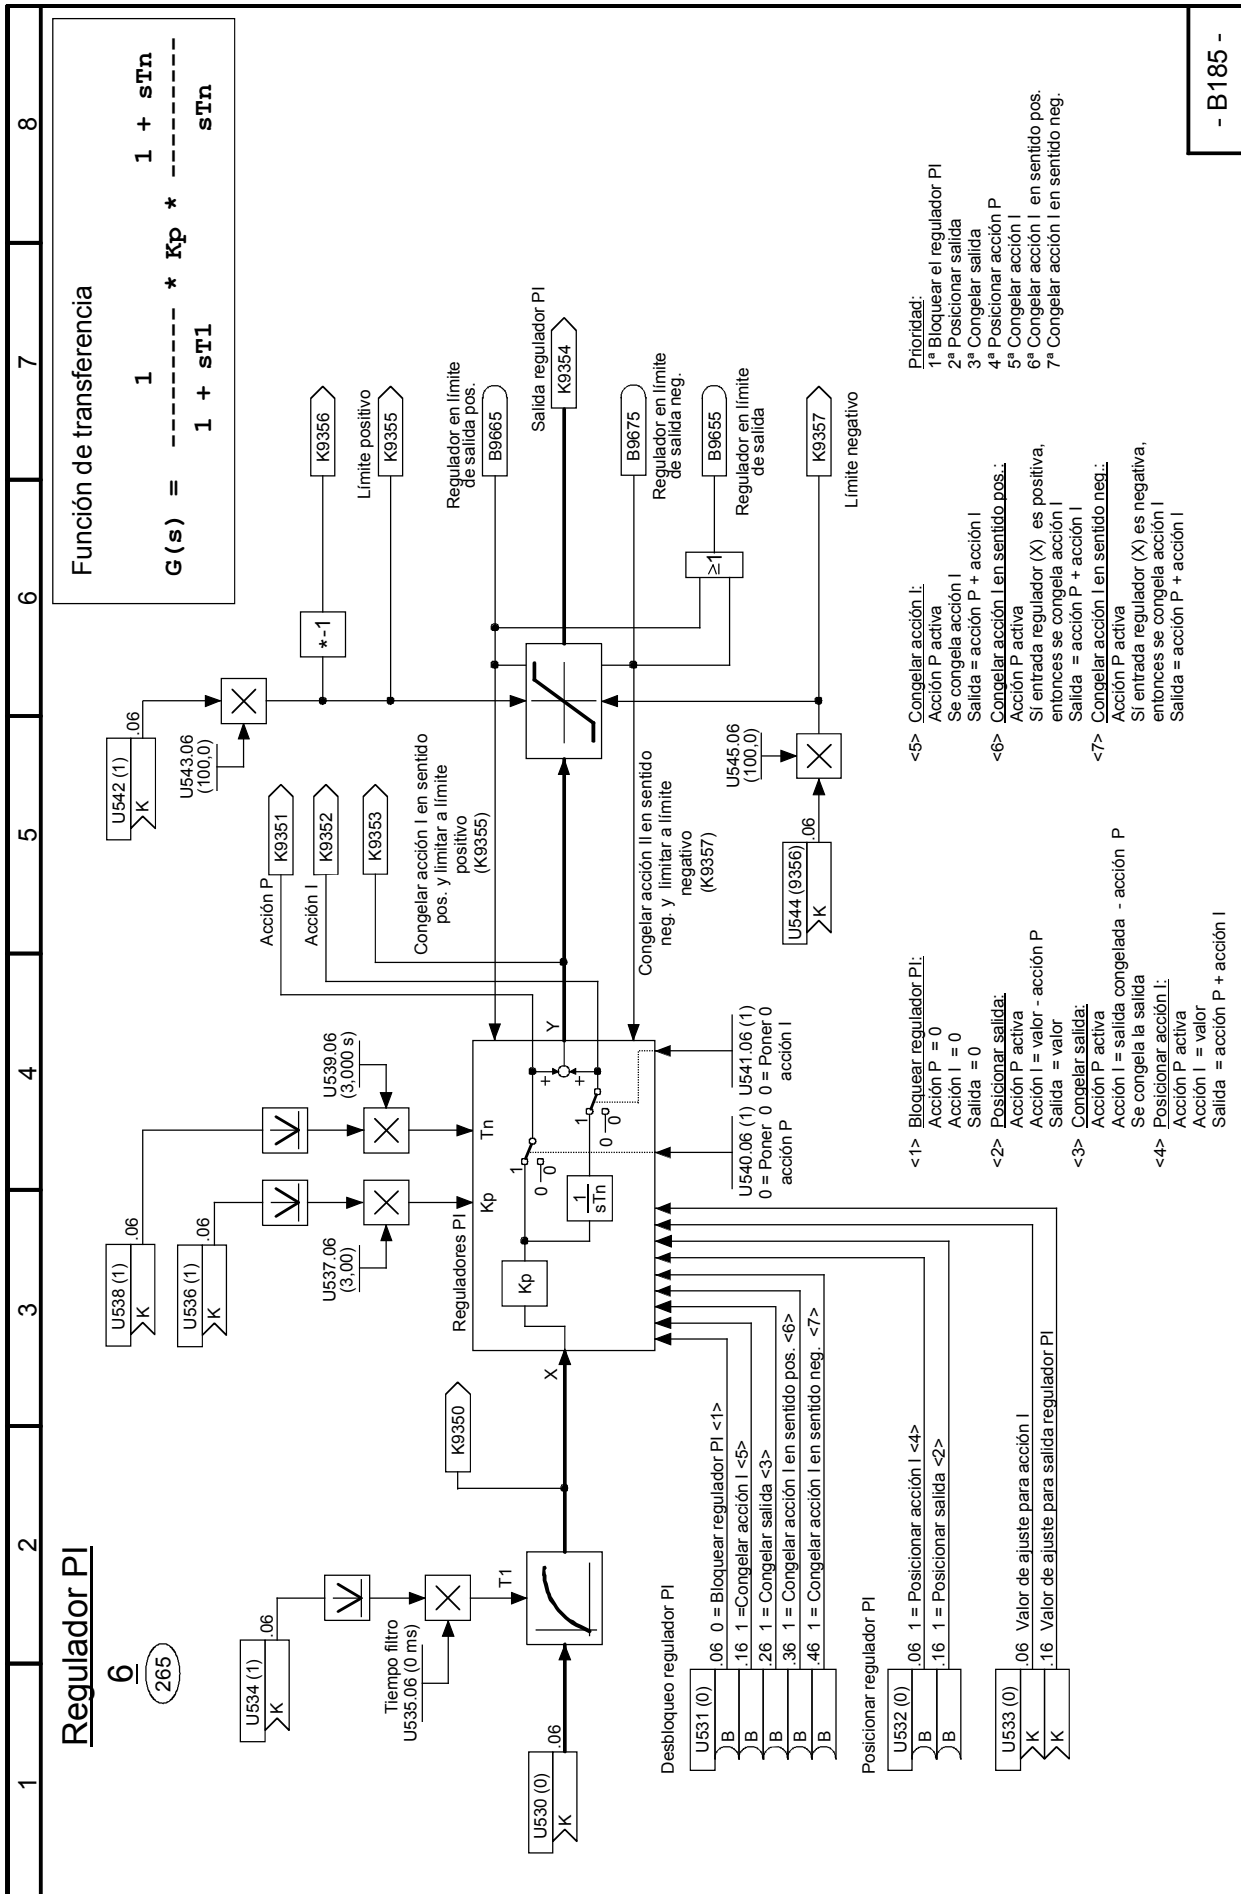 1 2 3 4 5 6 7 8
Regulador PI
6
265
Función de transferencia
1 1 + sTn
G(s) = ------- * Kp * ---------
1 + sT1 sTn
U534 (1)
K
.06
Tiempo filtro
U535.06 (0 ms)
T1
U530 (0)
K
.06
K9350
X
U538 (1)
K
.06
U536 (1)
K
.06
U537.06
(3,00)
U539.06
(3,000 s)
Reguladores PI
Kp
Tn
Kp
1
sTn
1
0
0
1
0
0
+
+
Y
U540.06 (1)
0 = Poner 0
acción P
U541.06 (1)
0 = Poner 0
acción I
Acción P
K9351
Acción I
K9352
K9353
Congelar acción I en sentido
pos. y limitar a límite
positivo
(K9355)
Congelar acción II en sentido
neg. y limitar a límite
negativo
(K9357)
U542 (1)
K
.06
U543.06
(100,0)
*-1
K9356
Límite positivo
K9355
Regulador en límite
de salida pos.
B9665
Salida regulador PI
K9354
B9675
Regulador en límite
de salida neg.
≥1
B9655
Regulador en límite
de salida
K9357
Límite negativo
U545.06
(100,0)
U544 (9356)
K
.06
Desbloqueo regulador PI
U531 (0)
B .06 0 = Bloquear regulador PI <1>
B .16 1 =Congelar acción I <5>
B .26 1 = Congelar salida <3>
B .36 1 = Congelar acción I en sentido pos. <6>
B .46 1 = Congelar acción I en sentido neg. <7>
Posicionar regulador PI
U532 (0)
B .06 1 = Posicionar acción I <4>
B .16 1 = Posicionar salida <2>
U533 (0)
K .06 Valor de ajuste para acción I
K .16 Valor de ajuste para salida regulador PI
<1> Bloquear regulador PI:
Acción P = 0
Acción I = 0
Salida = 0
<2> Posicionar salida:
Acción P activa
Acción I = valor - acción P
Salida = valor
<3> Congelar salida:
Acción P activa
Acción I = salida congelada - acción P
Se congela la salida
<4> Posicionar acción I:
Acción P activa
Acción I = valor
Salida = acción P + acción I
<5> Congelar acción I:
Acción P activa
Se congela acción I
Salida = acción P + acción I
<6> Congelar acción I en sentido pos.:
Acción P activa
Sí entrada regulador (X) es positiva,
entonces se congela acción I
Salida = acción P + acción I
<7> Congelar acción I en sentido neg.:
Acción P activa
Sí entrada regulador (X) es negativa,
entonces se congela acción I
Salida = acción P + acción I
Prioridad:
1ª Bloquear el regulador PI
2ª Posicionar salida
3ª Congelar salida
4ª Posicionar acción P
5ª Congelar acción I
6ª Congelar acción I en sentido pos.
7ª Congelar acción I en sentido neg.
- B185 -